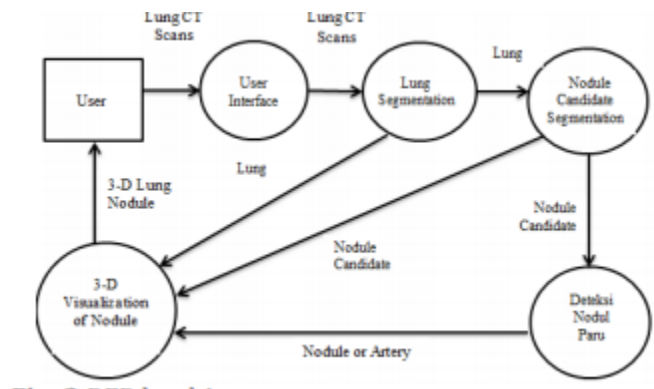 Lung CT
Scans
Lung CT
Scans
Lung
User
User
Interface
Lung
Segmentation
Nodule
Candidate
Segmentation
Lung
3-D Lung
Nodule
Nodule
Candidate
Nodule
Candidate
3-D
Visualization
of Nodule
Deteksi
Nodul
Paru
Nodule or Artery